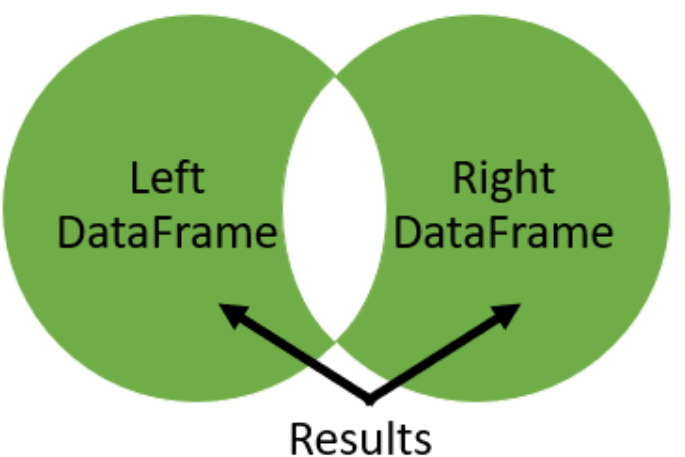 Left
DataFrame
Right
DataFrame
Results